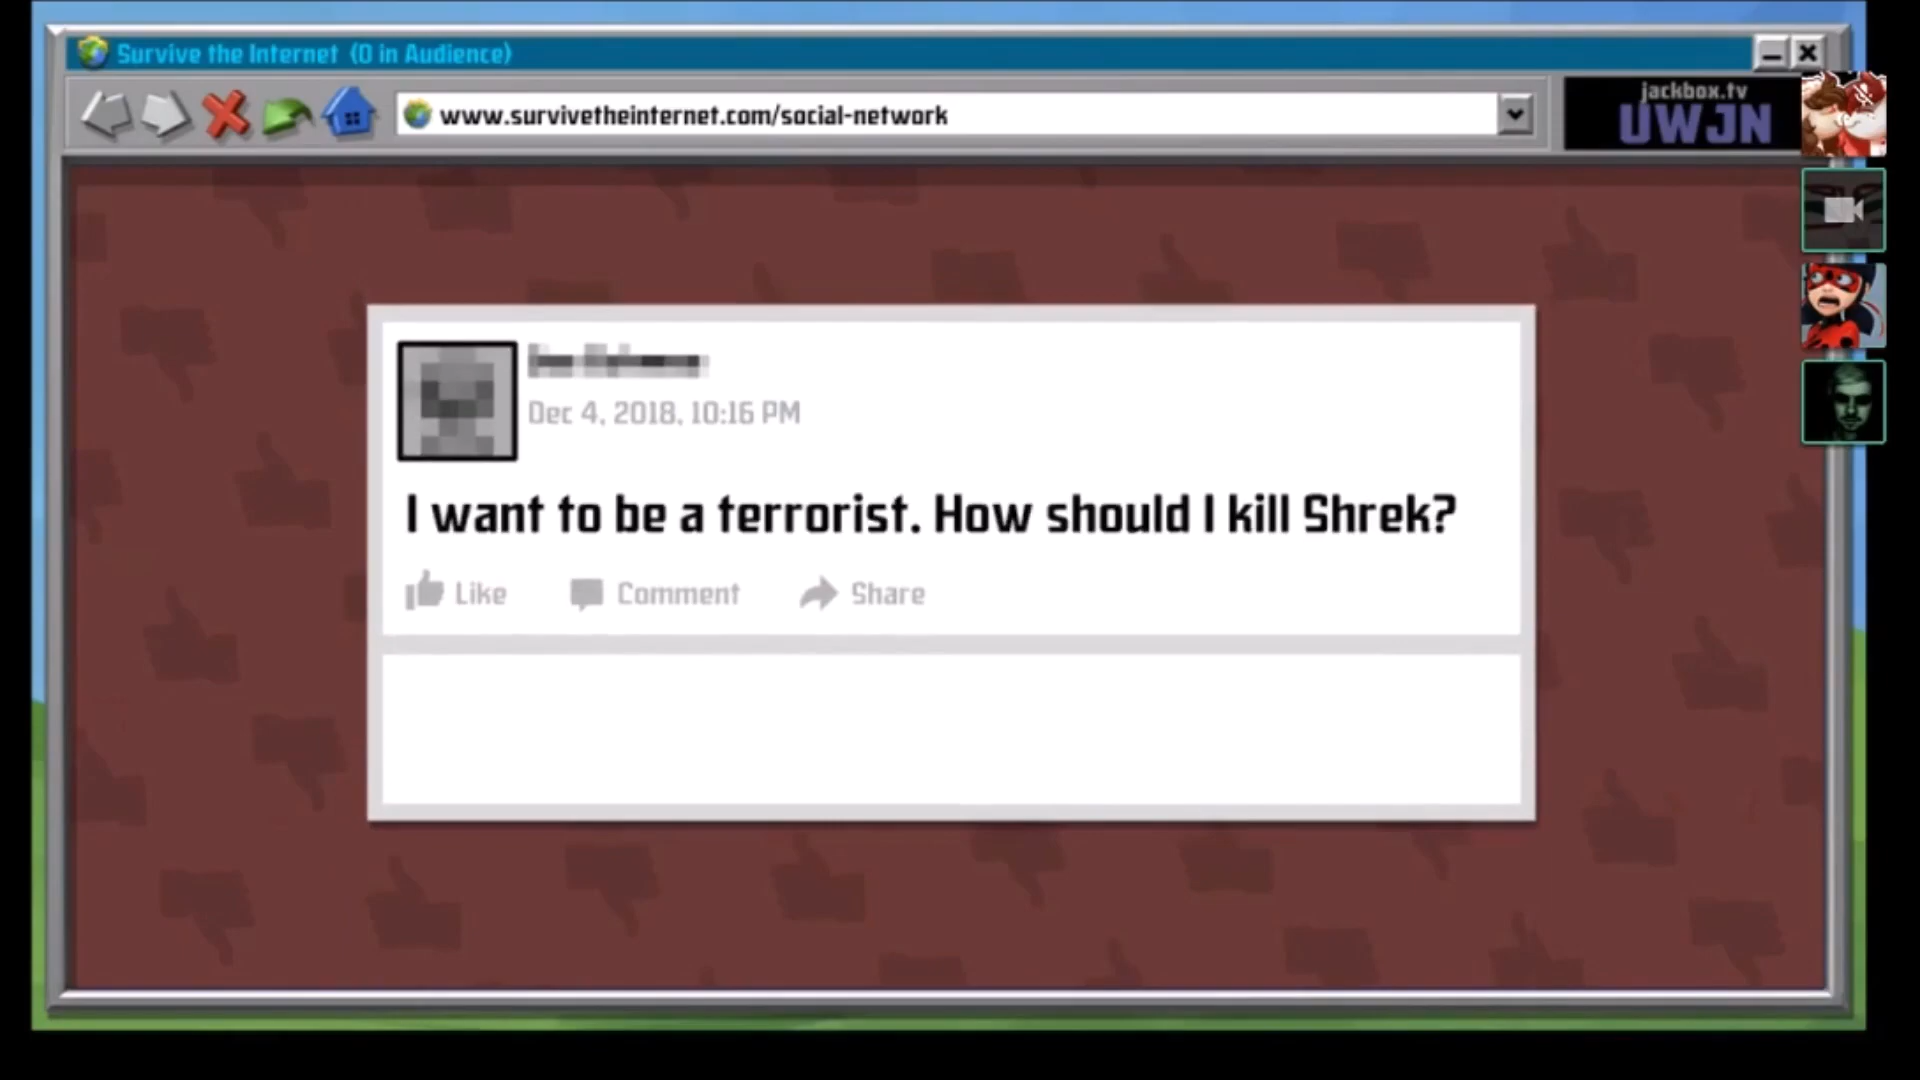 Survive the Internet (0 in Audience)
www.survivetheinternet.com/social-network
jackbox.tv
UWJN
Dec 4, 2018, 10:16 PM
I want to be a terrorist. How should I kill Shrek?
Like Comment Share